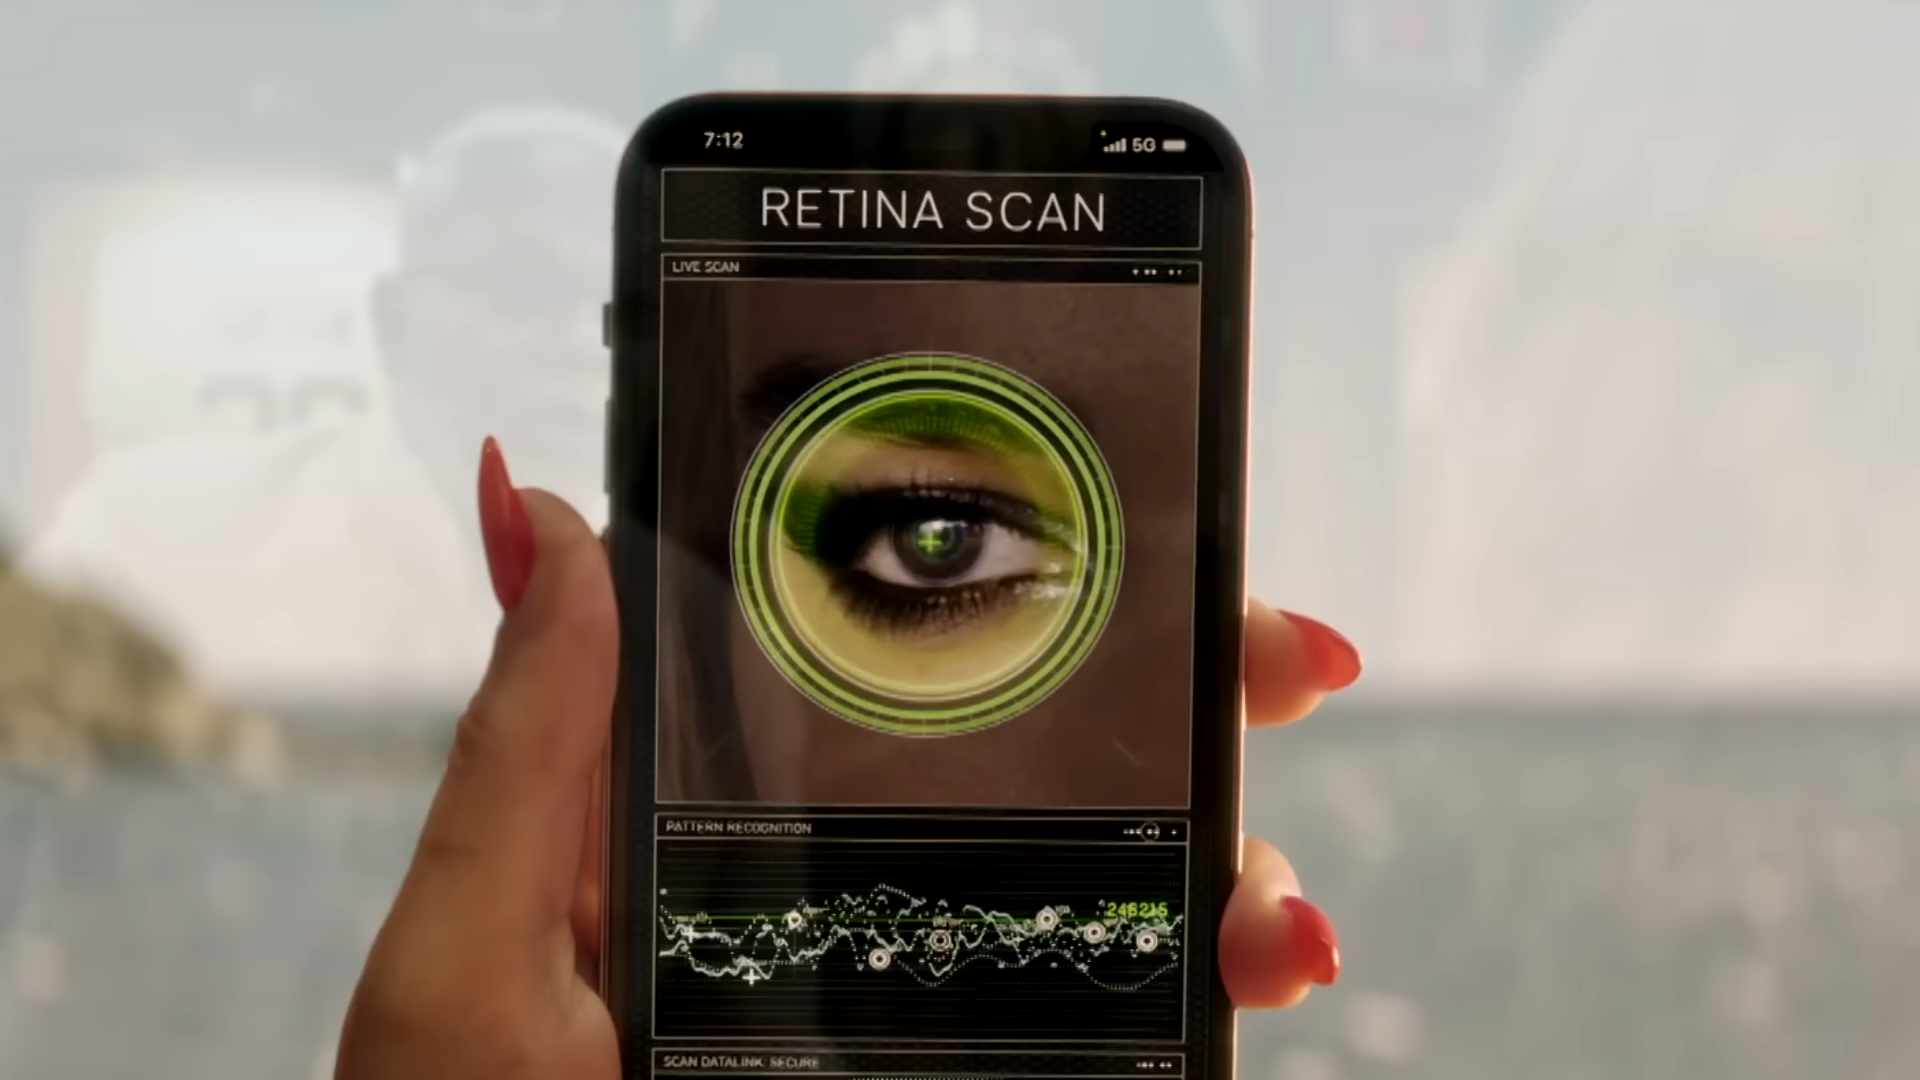 7:12
5G
RETINA SCAN
LIVE SCAN
PATTERN RECOGNITION
248215
SCAN DATALINK: SECURE